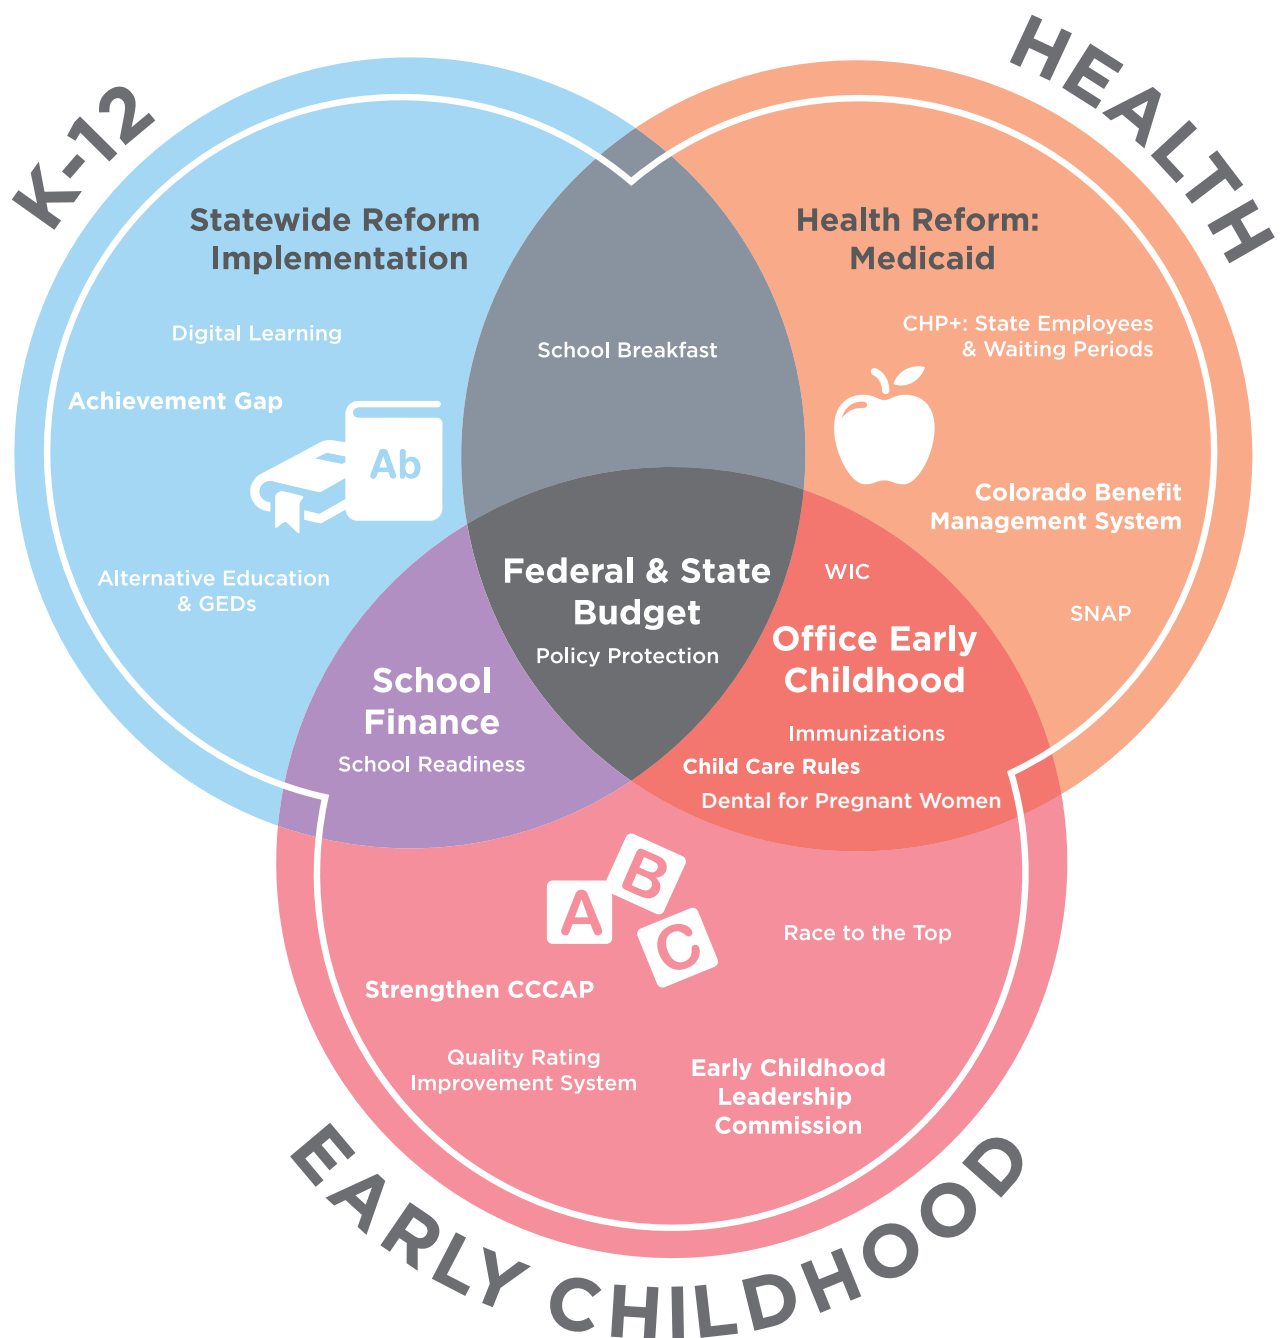 K-12
HEALTH
Statewide Reform
Implementation
Digital Learning
Achievement Gap
Ab
Alternative Education
& GEDs
School Breakfast
Health Reform:
Medicaid
CHP+: State Employees
& Waiting Periods
Colorado Benefit
Management System
SNAP
Federal & State
Budget
Policy Protection
School
Finance
School Readiness
WIC
Office Early
Childhood
Immunizations
Child Care Rules
Dental for Pregnant Women
A
B
C
Race to the Top
Strengthen CCCAP
Quality Rating
Improvement System
Early Childhood
Leadership
Commission
EARLY CHILDHOOD